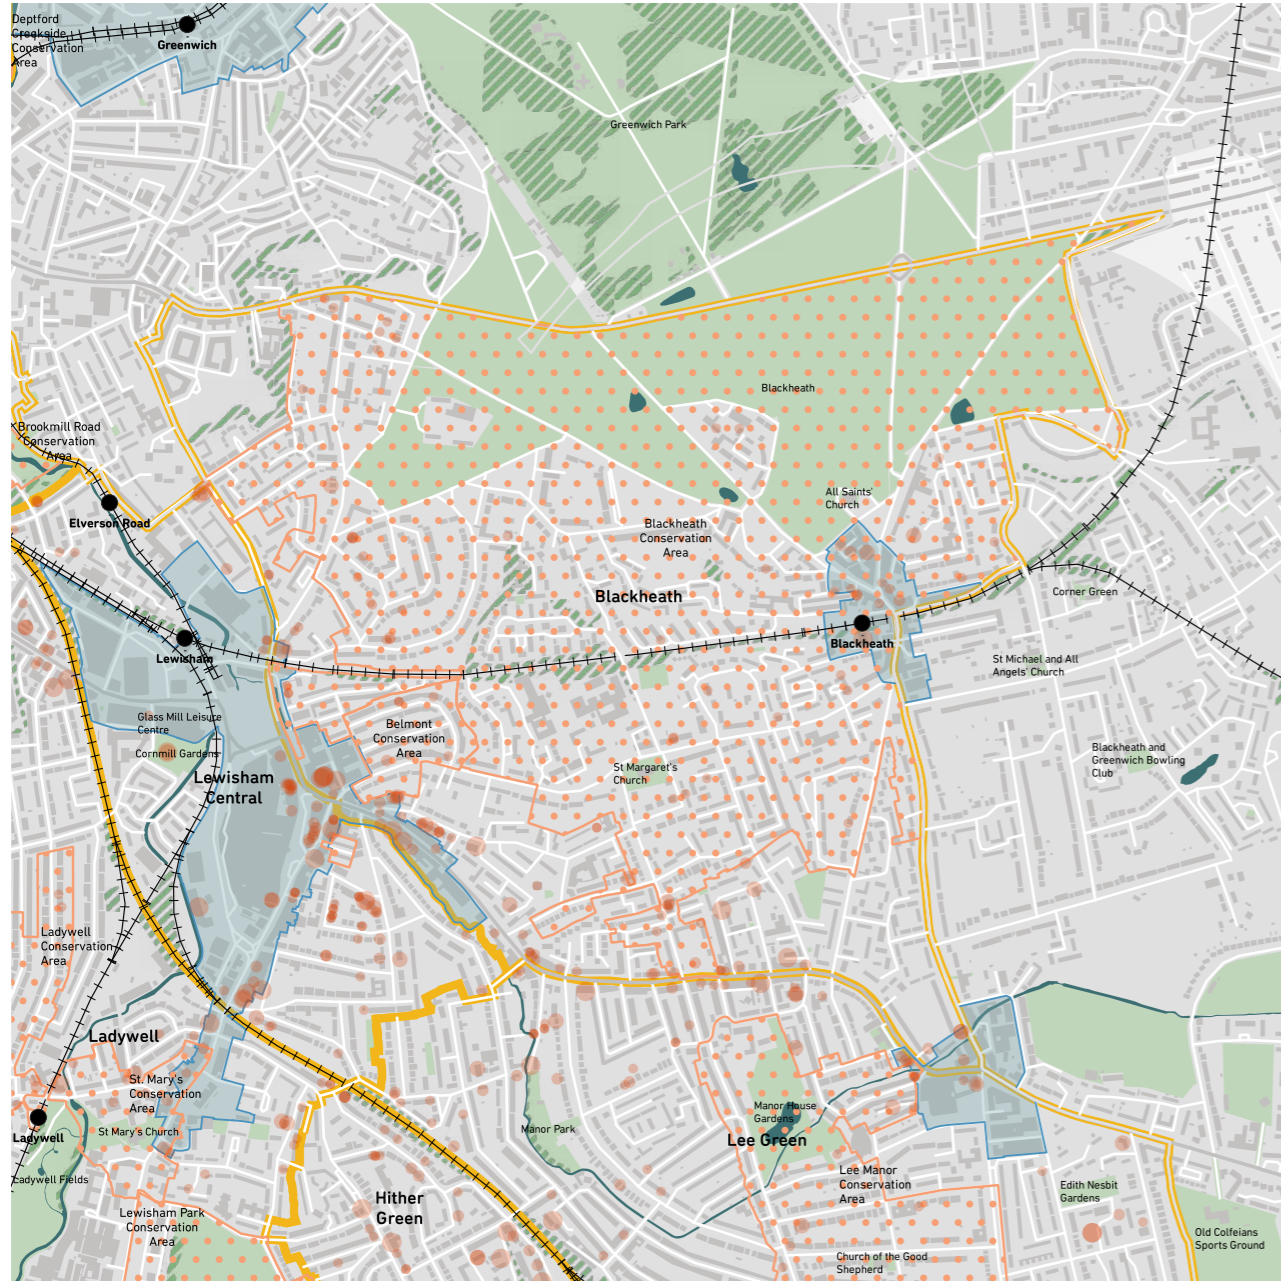 Deptford
Creekside
Conservation
Area
Greenwich
Greenwich Park
Blackheath
Brookmill Road
Conservation
Area
Elverson Road
All Saints'
Church
Blackheath
Conservation
Area
Blackheath
Corner Green
Blackheath
Lewisham
St Michael and All
Angels' Church
Glass Mill Leisure
Centre
Cornmill Gardens
Belmont
Conservation
Area
Lewisham
Central
St Margaret's
Church
Blackheath and
Greenwich Bowling
Club
Ladywell
Conservation
Area
Ladywell
St. Mary's
Conservation
Area
St Mary's Church
Ladywell
Ladywell Fields
Manor Park
Manor House
Gardens
Lee Green
Lee Manor
Conservation
Area
Edith Nesbit
Gardens
Hither
Green
Lewisham Park
Conservation
Area
Old Colfeians
Sports Ground
Church of the Good
Shepherd